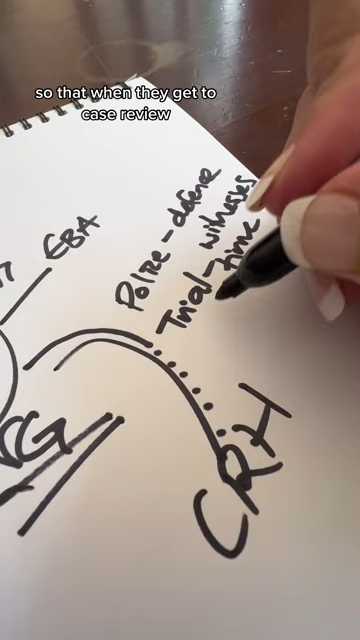 so that when they get to
case review
EBA
Police - defence
Trial - witnesses
time
CRH